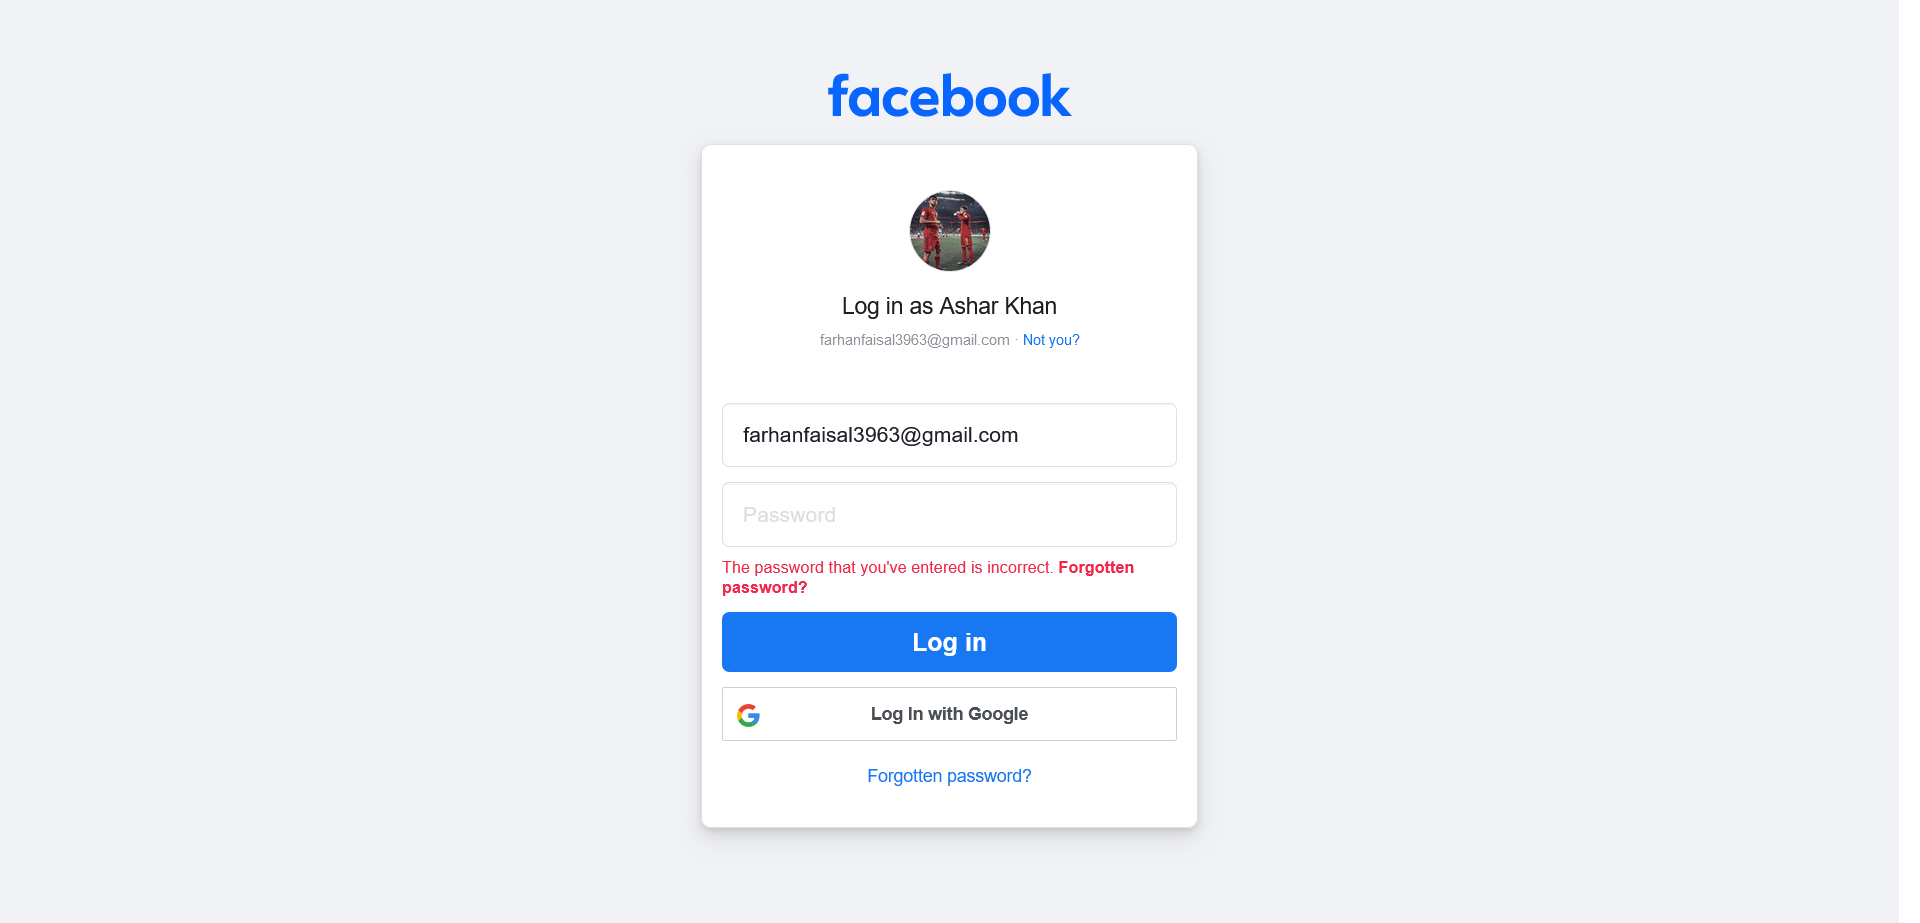 facebook
Log in as Ashar Khan
farhanfaisal3963@gmail.com · Not you?
farhanfaisal3963@gmail.com
Password
The password that you've entered is incorrect. Forgotten
password?
Log in
Log In with Google
Forgotten password?